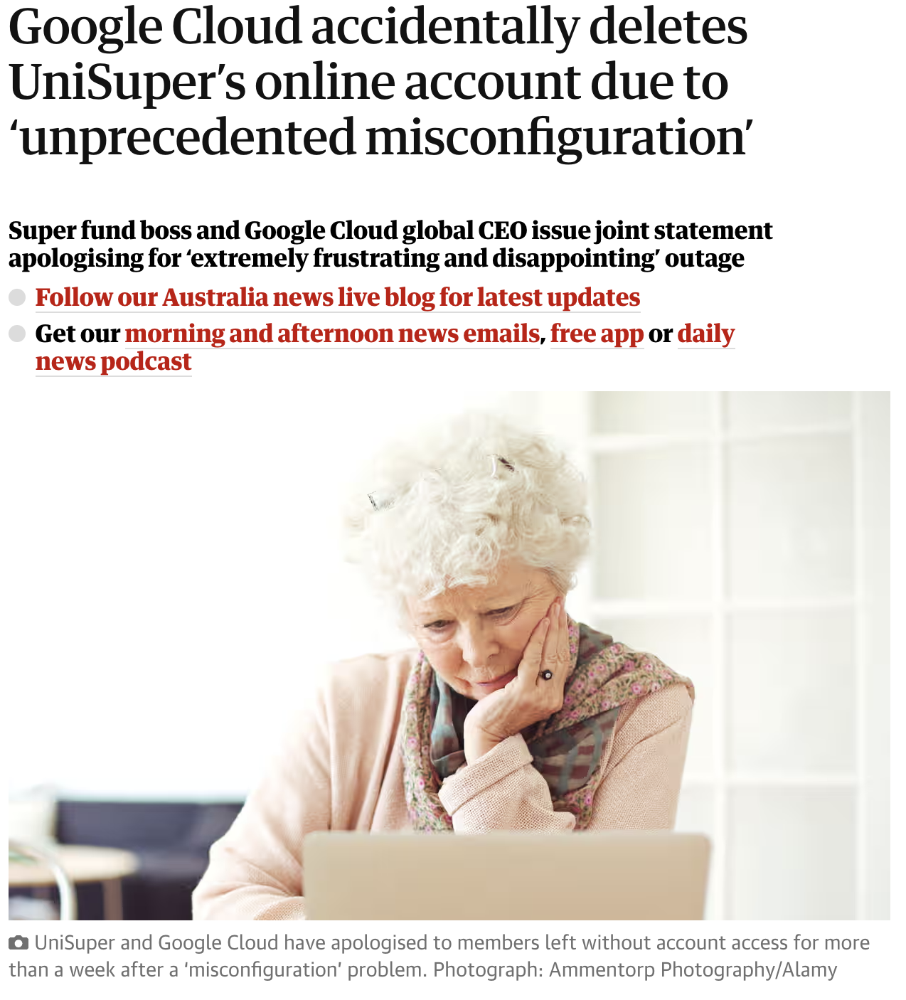 Google Cloud accidentally deletes
UniSuper’s online account due to
‘unprecedented misconfiguration’
Super fund boss and Google Cloud global CEO issue joint statement
apologising for ‘extremely frustrating and disappointing’ outage
Follow our Australia news live blog for latest updates
Get our morning and afternoon news emails, free app or daily
news podcast
UniSuper and Google Cloud have apologised to members left without account access for more
than a week after a ‘misconfiguration’ problem. Photograph: Ammentorp Photography/Alamy